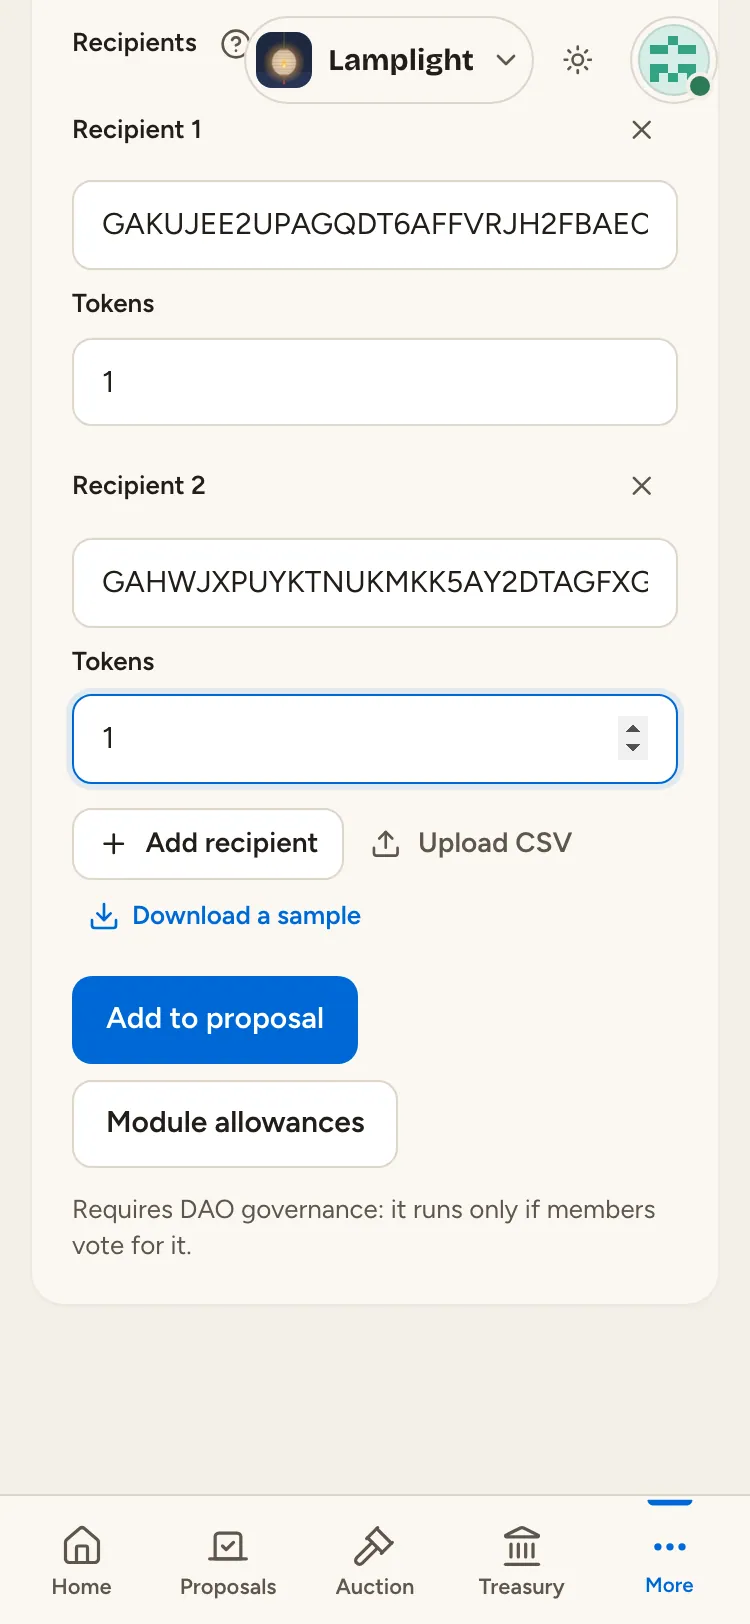 Recipients
Lamplight
Recipient 1
GAKUJEE2UPAGQDT6AFFVRJH2FBAEC
Tokens
1
Recipient 2
GAHWJXPUYKTNUKMKK5AY2DTAGFXG
Tokens
1
Add recipient
Upload CSV
Download a sample
Add to proposal
Module allowances
Requires DAO governance: it runs only if members
vote for it.
Home
Proposals
Auction
Treasury
More